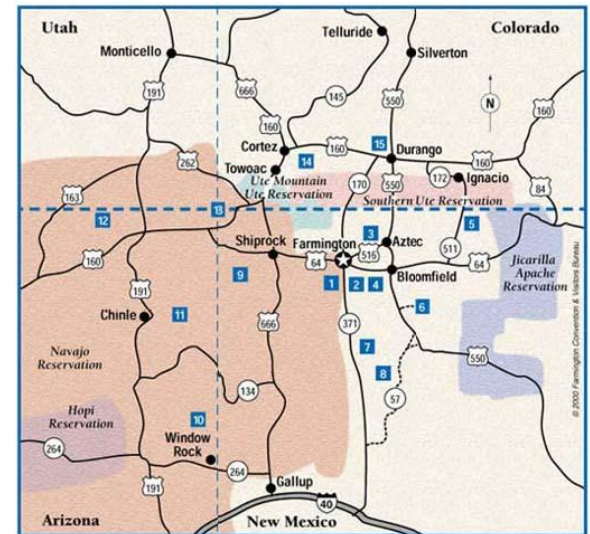 Utah
Telluride
Colorado
Monticello
Silverton
191
666
145
550
N
160
160
Cortez
160
15
Durango
262
Towoac
14
160
Ute Mountain
Ute Reservation
170
550
172
Ignacio
84
163
Southern Ute Reservation
12
13
3
Aztec
5
Shiprock
Farmington
516
511
160
64
Bloomfield
64
Jicarilla
Apache
Reservation
9
1
2
4
191
6
Chinle
11
666
371
7
550
Navajo
Reservation
8
134
57
Hopi
Reservation
10
264
Window
Rock
264
191
Gallup
40
Arizona
New Mexico
© 2000 Farmington Convention & Visitors Bureau